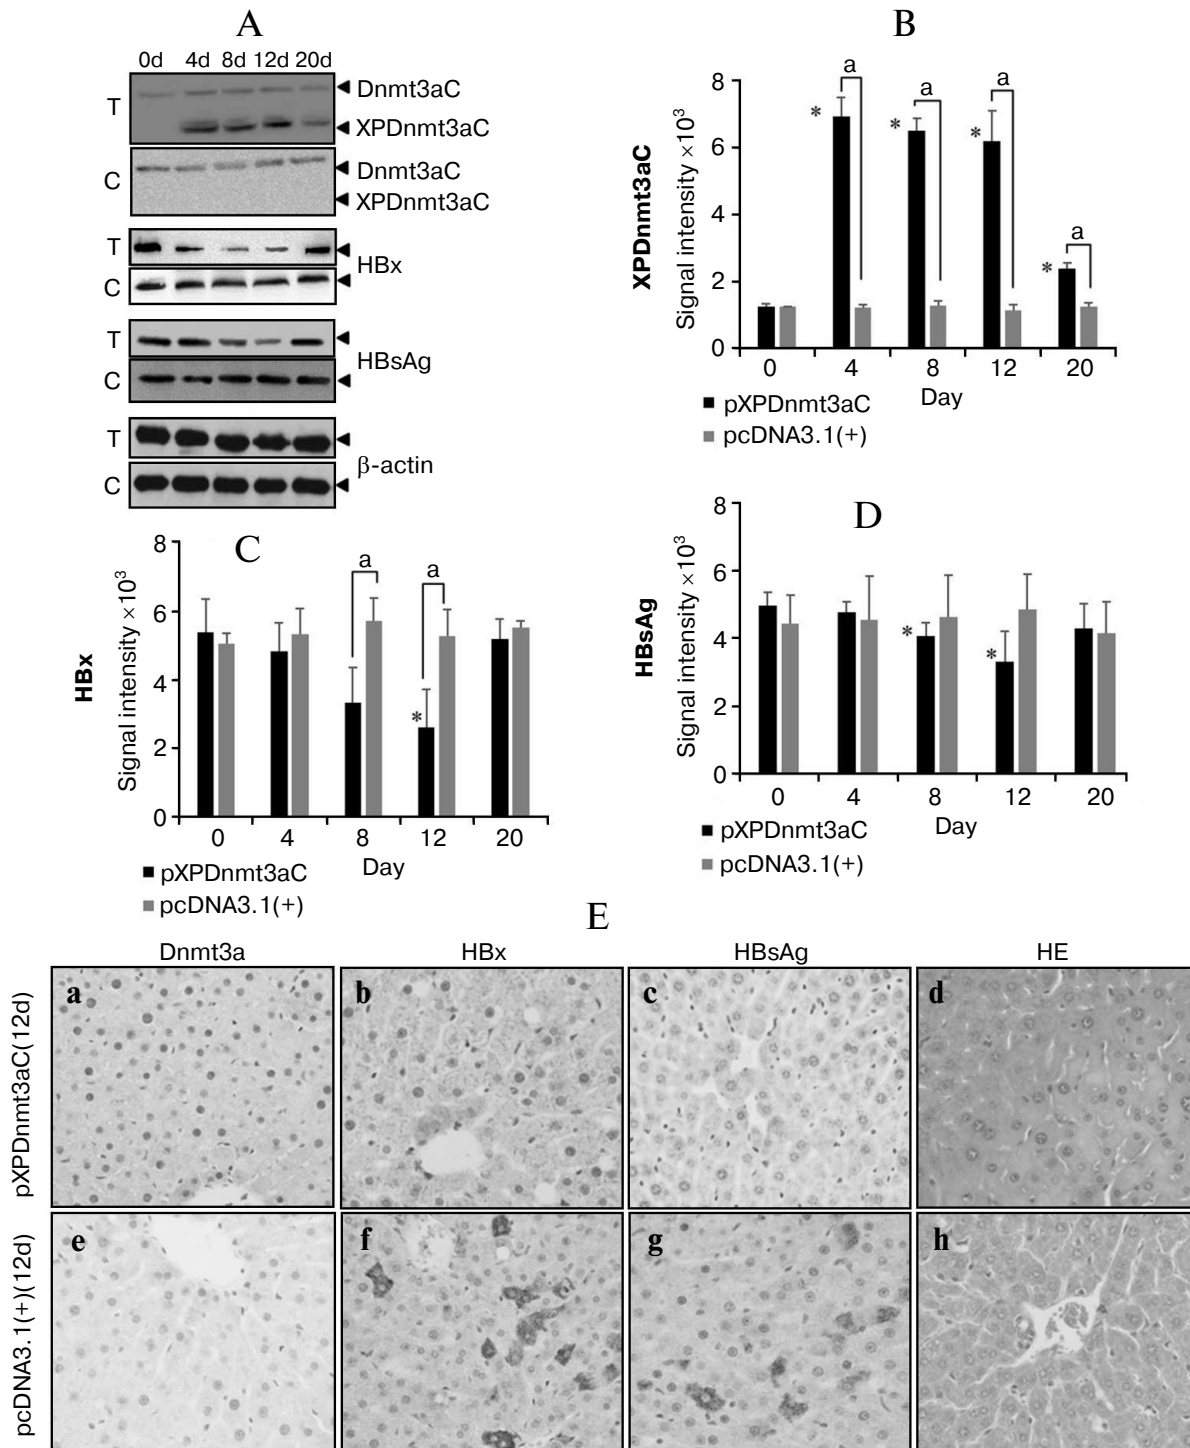 A
0d 4d 8d 12d 20d
T
Dnmt3aC
XPDnmt3aC
C
Dnmt3aC
XPDnmt3aC
T
HBx
C
T
HBsAg
C
T
β-actin
C
B
XPDnmt3aC
Signal intensity ×10³
8
6
4
2
0
* a
* a
* a
* a
0 4 8 12 20
Day
pXPDnmt3aC
pcDNA3.1(+)
C
HBx
Signal intensity ×10³
8
6
4
2
0
a
a
*
0 4 8 12 20
Day
pXPDnmt3aC
pcDNA3.1(+)
D
HBsAg
Signal intensity ×10³
8
6
4
2
0
*
*
0 4 8 12 20
Day
pXPDnmt3aC
pcDNA3.1(+)
E
Dnmt3a HBx HBsAg HE
pXPDnmt3aC(12d)
a b c d
pcDNA3.1(+)(12d)
e f g h